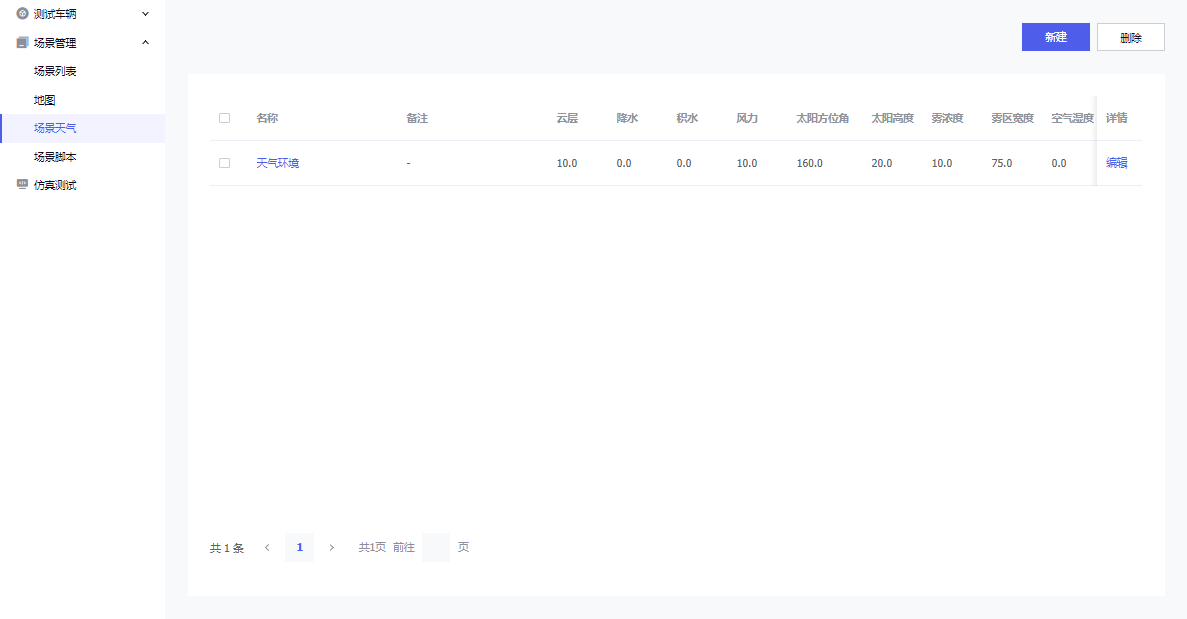 测试车辆
场景管理
场景列表
地图
场景天气
场景脚本
仿真测试
新建 删除
名称 备注 云层 降水 积水 风力 太阳方位角 太阳高度 雾浓度 雾区宽度 空气湿度 详情
天气环境 - 10.0 0.0 0.0 10.0 160.0 20.0 10.0 75.0 0.0 编辑
共 1 条 1 共1页 前往 页